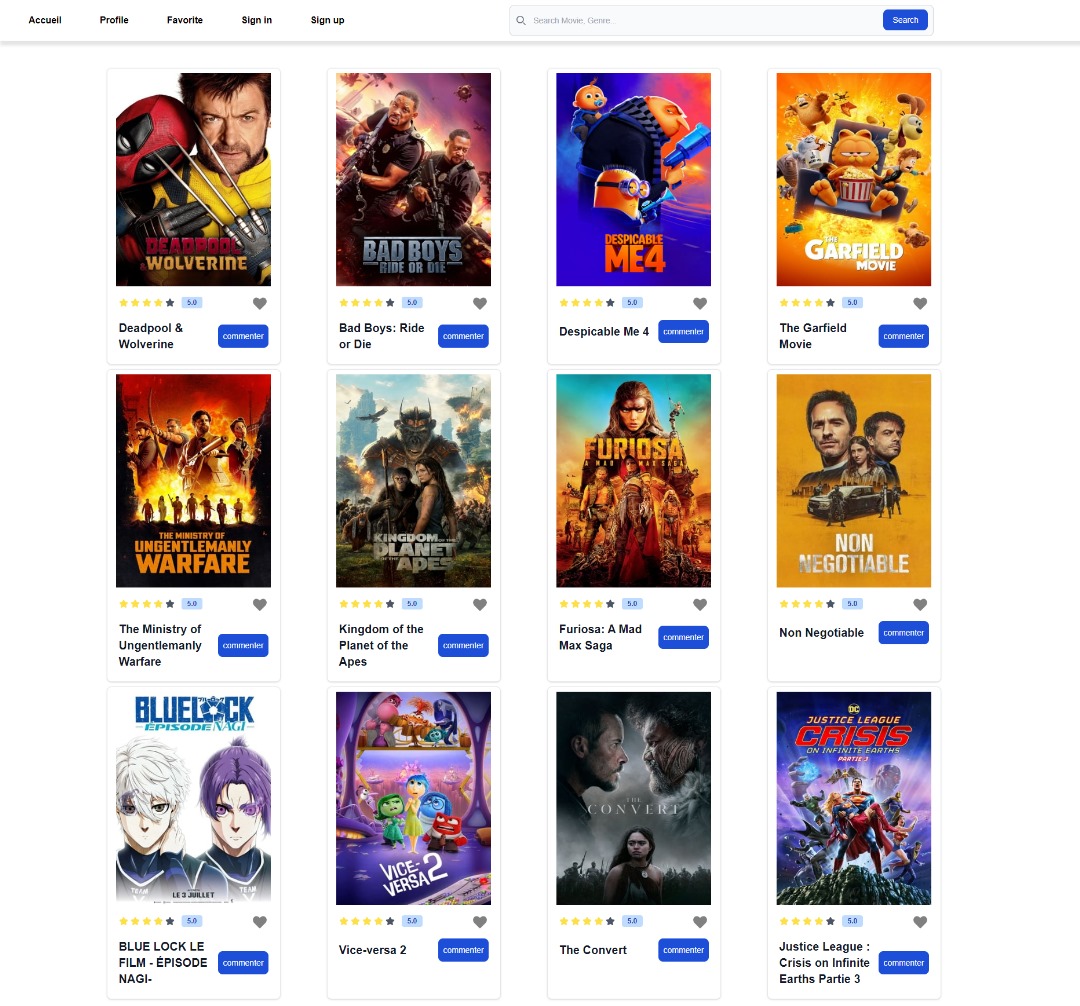 Accueil Profile Favorite Sign in Sign up Search Movie, Genre... Search
DEADPOOL
& WOLVERINE
5.0
Deadpool &
Wolverine
commenter
BAD BOYS
RIDE OR DIE
5.0
Bad Boys: Ride
or Die
commenter
DESPICABLE
ME4
5.0
Despicable Me 4
commenter
THE
GARFIELD
MOVIE
5.0
The Garfield
Movie
commenter
THE MINISTRY OF
UNGENTLEMANLY
WARFARE
5.0
The Ministry of
Ungentlemanly
Warfare
commenter
KINGDOM OF THE
PLANET
OF THE
APES
5.0
Kingdom of the
Planet of the
Apes
commenter
FURIOSA
A MAD MAX SAGA
5.0
Furiosa: A Mad
Max Saga
commenter
NON
NEGOTIABLE
5.0
Non Negotiable
commenter
BLUELOCK
EPISODE NAGI
TEAM
TEAM
LE 3 JUILLET
5.0
BLUE LOCK LE
FILM - ÉPISODE
NAGI-
commenter
VICE-
VERSA 2
5.0
Vice-versa 2
commenter
THE
CONVERT
5.0
The Convert
commenter
DC
JUSTICE LEAGUE
CRISIS
ON INFINITE EARTHS
PARTIE 3
5.0
Justice League :
Crisis on Infinite
Earths Partie 3
commenter